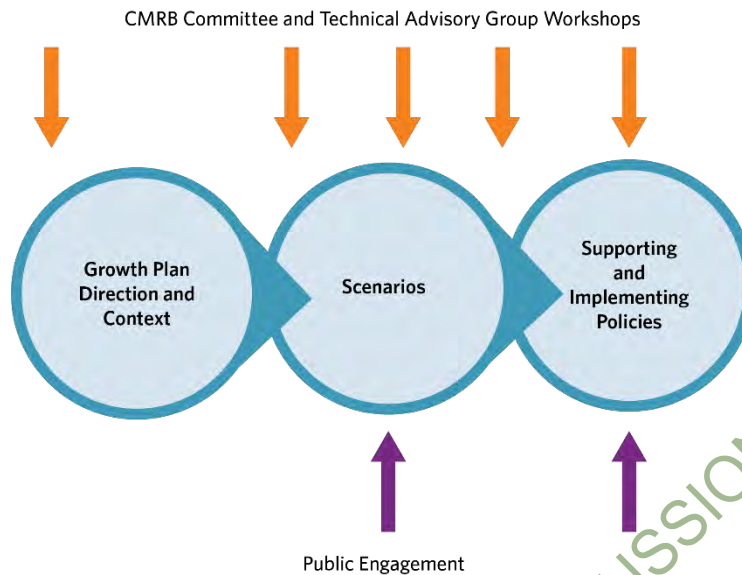 CMRB Committee and Technical Advisory Group Workshops
Growth Plan
Direction and
Context
Scenarios
Supporting
and
Implementing
Policies
Public Engagement